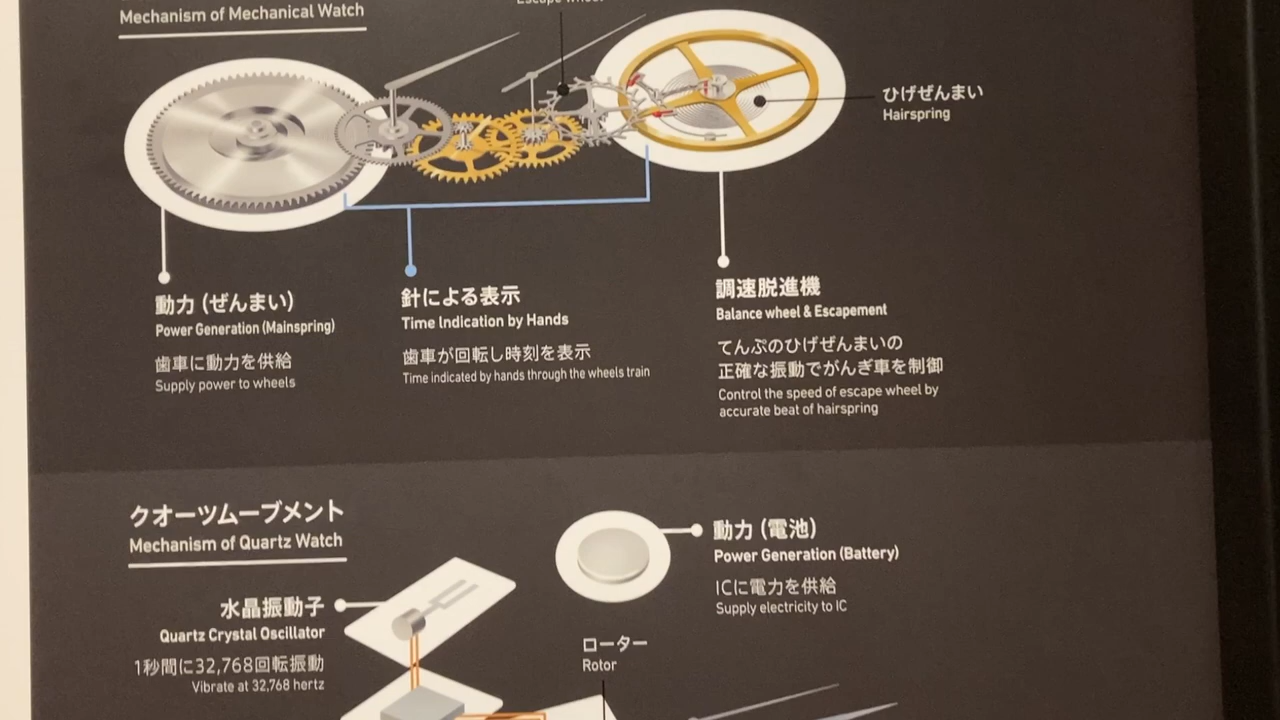 Mechanism of Mechanical Watch
ひげぜんまい
Hairspring
動力 (ぜんまい)
Power Generation (Mainspring)
歯車に動力を供給
Supply power to wheels
針による表示
Time Indication by Hands
歯車が回転し時刻を表示
Time indicated by hands through the wheels train
調速脱進機
Balance wheel & Escapement
てんぷのひげぜんまいの
正確な振動でがんぎ車を制御
Control the speed of escape wheel by
accurate beat of hairspring
クオーツムーブメント
Mechanism of Quartz Watch
水晶振動子
Quartz Crystal Oscillator
1秒間に32,768回転振動
Vibrate at 32,768 hertz
動力 (電池)
Power Generation (Battery)
ICに電力を供給
Supply electricity to IC
ローター
Rotor